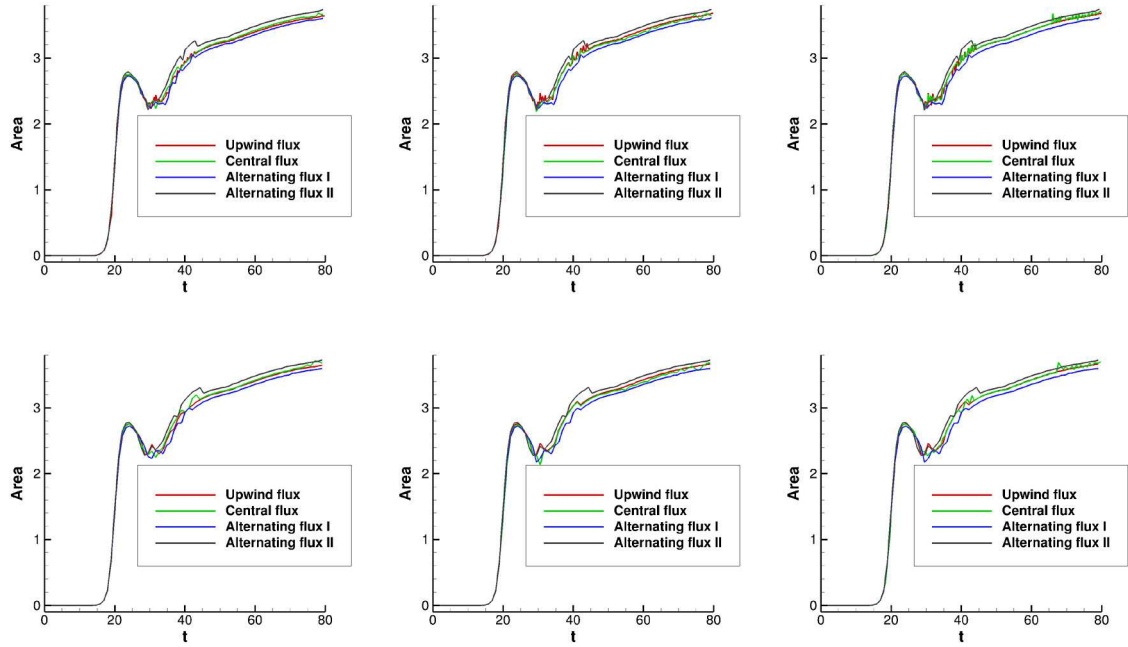 Area
3
2
1
0
Upwind flux
Central flux
Alternating flux I
Alternating flux II
0 20 40 60 80
t
Area
3
2
1
0
Upwind flux
Central flux
Alternating flux I
Alternating flux II
0 20 40 60 80
t
Area
3
2
1
0
Upwind flux
Central flux
Alternating flux I
Alternating flux II
0 20 40 60 80
t
Area
3
2
1
0
Upwind flux
Central flux
Alternating flux I
Alternating flux II
0 20 40 60 80
t
Area
3
2
1
0
Upwind flux
Central flux
Alternating flux I
Alternating flux II
0 20 40 60 80
t
Area
3
2
1
0
Upwind flux
Central flux
Alternating flux I
Alternating flux II
0 20 40 60 80
t